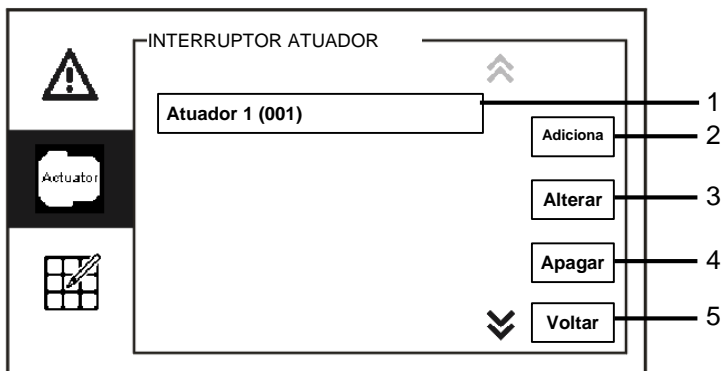 INTERRUPTOR ATUADOR
Atuador 1 (001)
1
Adiciona
2
Actuator
Alterar
3
Apagar
4
Voltar
5